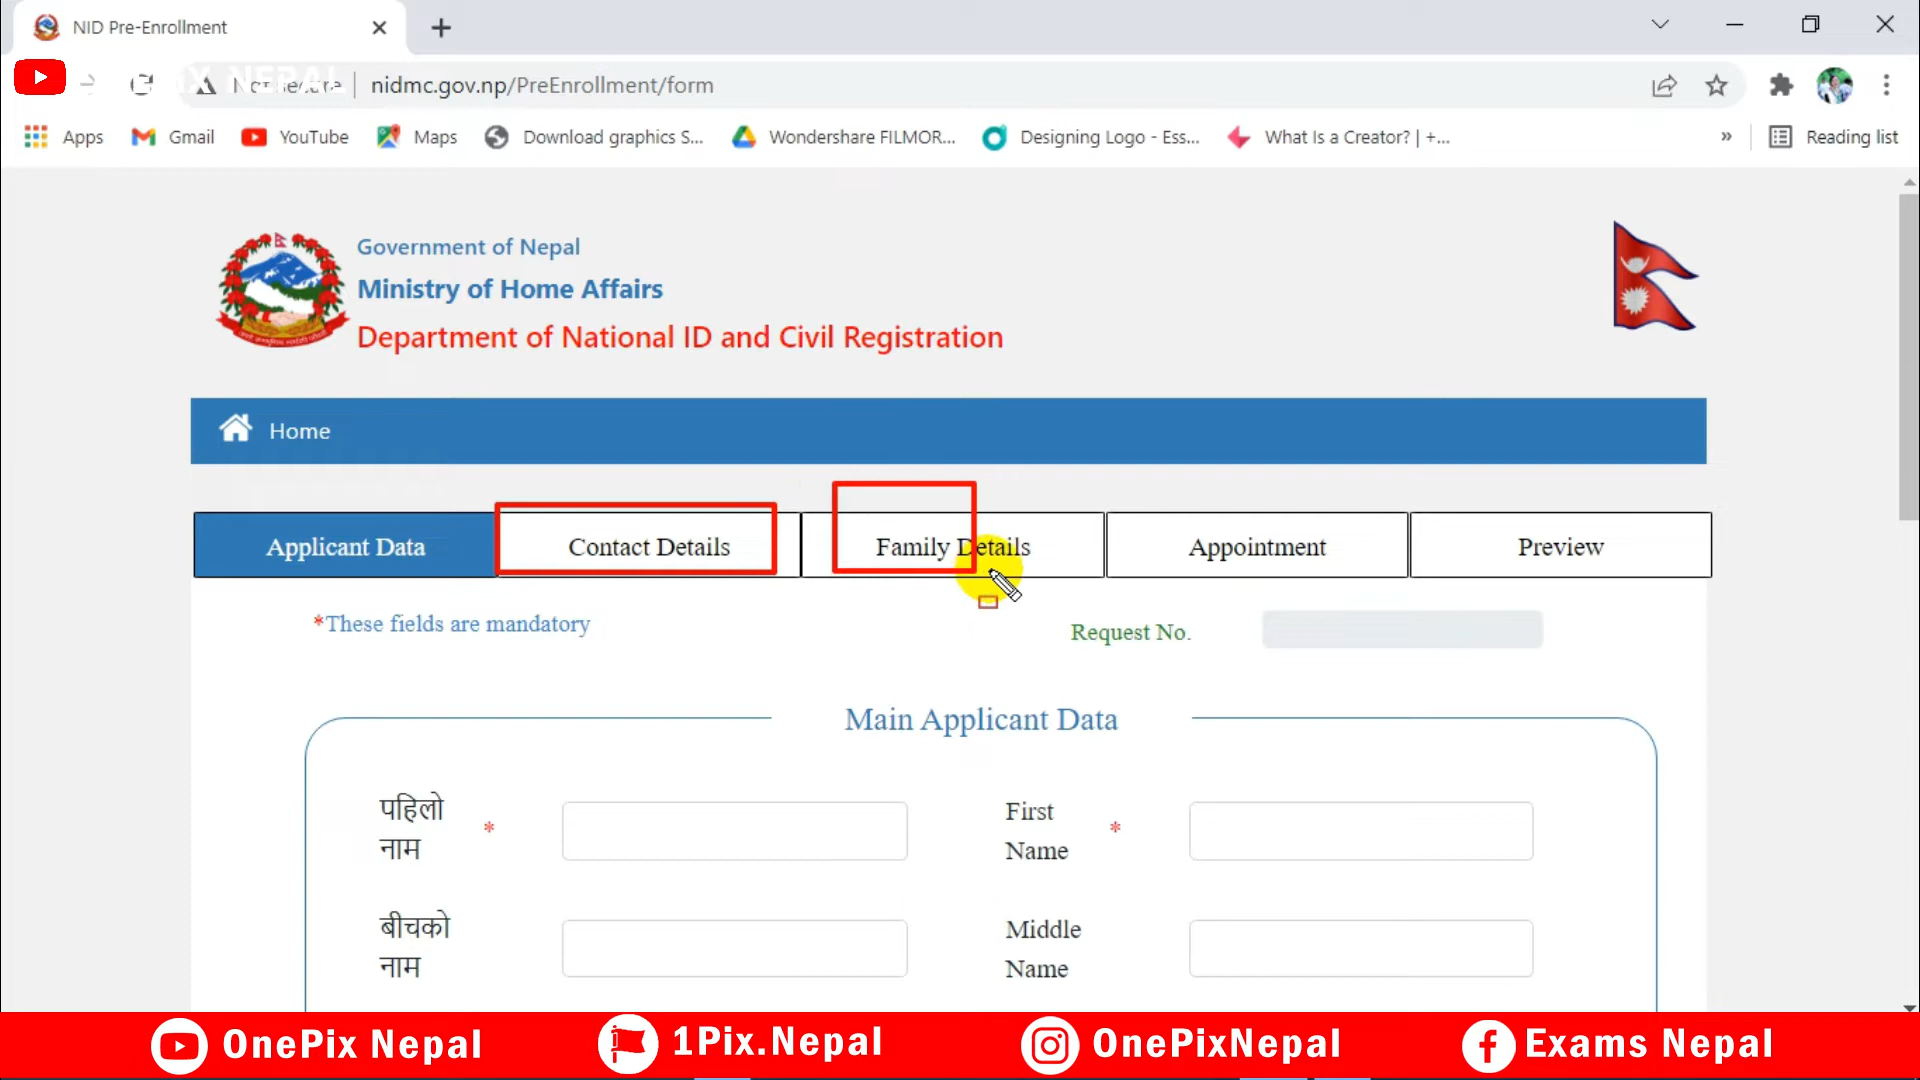 NID Pre-Enrollment
nidmc.gov.np/PreEnrollment/form
Apps Gmail YouTube Maps Download graphics S... Wondershare FILMOR... Designing Logo - Ess... What Is a Creator? | +... » Reading list
Government of Nepal
Ministry of Home Affairs
Department of National ID and Civil Registration
Home
Applicant Data Contact Details Family Details Appointment Preview
*These fields are mandatory
Request No.
Main Applicant Data
पहिलो नाम *
First Name *
बीचको नाम
Middle Name
OnePix Nepal 1Pix.Nepal OnePixNepal Exams Nepal